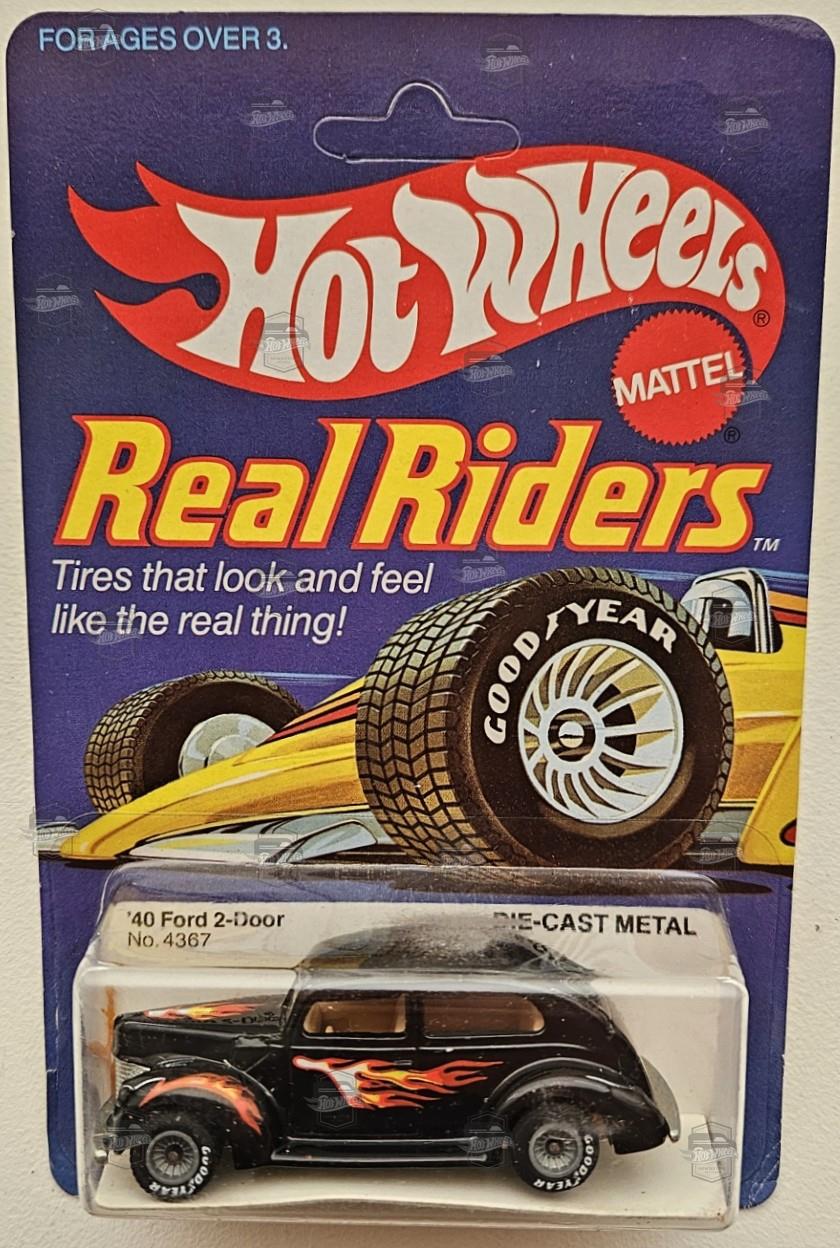 FOR AGES OVER 3.
HOT WHEELS
®
MATTEL
®
Real Riders
TM
Tires that look and feel
like the real thing!
GOODYEAR
'40 Ford 2-Door
No. 4367
DIE-CAST METAL
GOODYEAR
GOODYEAR